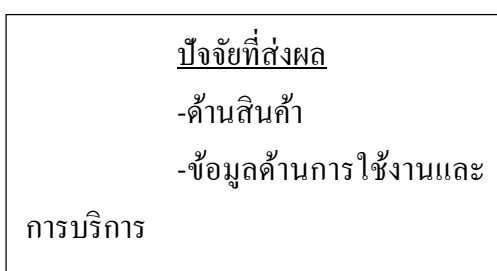 ปัจจัยที่ส่งผล
-ด้านสินค้า
-ข้อมูลด้านการใช้งานและ
การบริการ